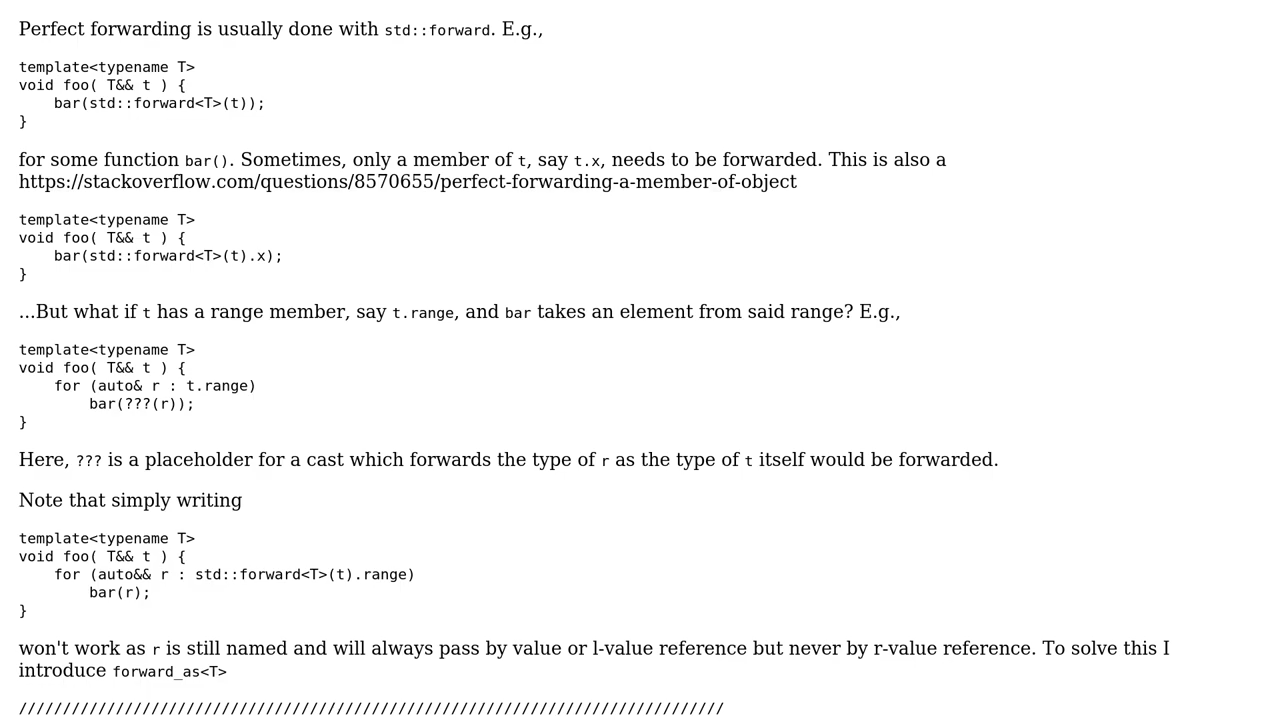 Perfect forwarding is usually done with std::forward. E.g.,
template<typename T>
void foo( T&& t ) {
    bar(std::forward<T>(t));
}
for some function bar(). Sometimes, only a member of t, say t.x, needs to be forwarded. This is also a
https://stackoverflow.com/questions/8570655/perfect-forwarding-a-member-of-object
template<typename T>
void foo( T&& t ) {
    bar(std::forward<T>(t).x);
}
...But what if t has a range member, say t.range, and bar takes an element from said range? E.g.,
template<typename T>
void foo( T&& t ) {
    for (auto& r : t.range)
        bar(???(r));
}
Here, ??? is a placeholder for a cast which forwards the type of r as the type of t itself would be forwarded.
Note that simply writing
template<typename T>
void foo( T&& t ) {
    for (auto&& r : std::forward<T>(t).range)
        bar(r);
}
won't work as r is still named and will always pass by value or l-value reference but never by r-value reference. To solve this I
introduce forward_as<T>
////////////////////////////////////////////////////////////////////////////////